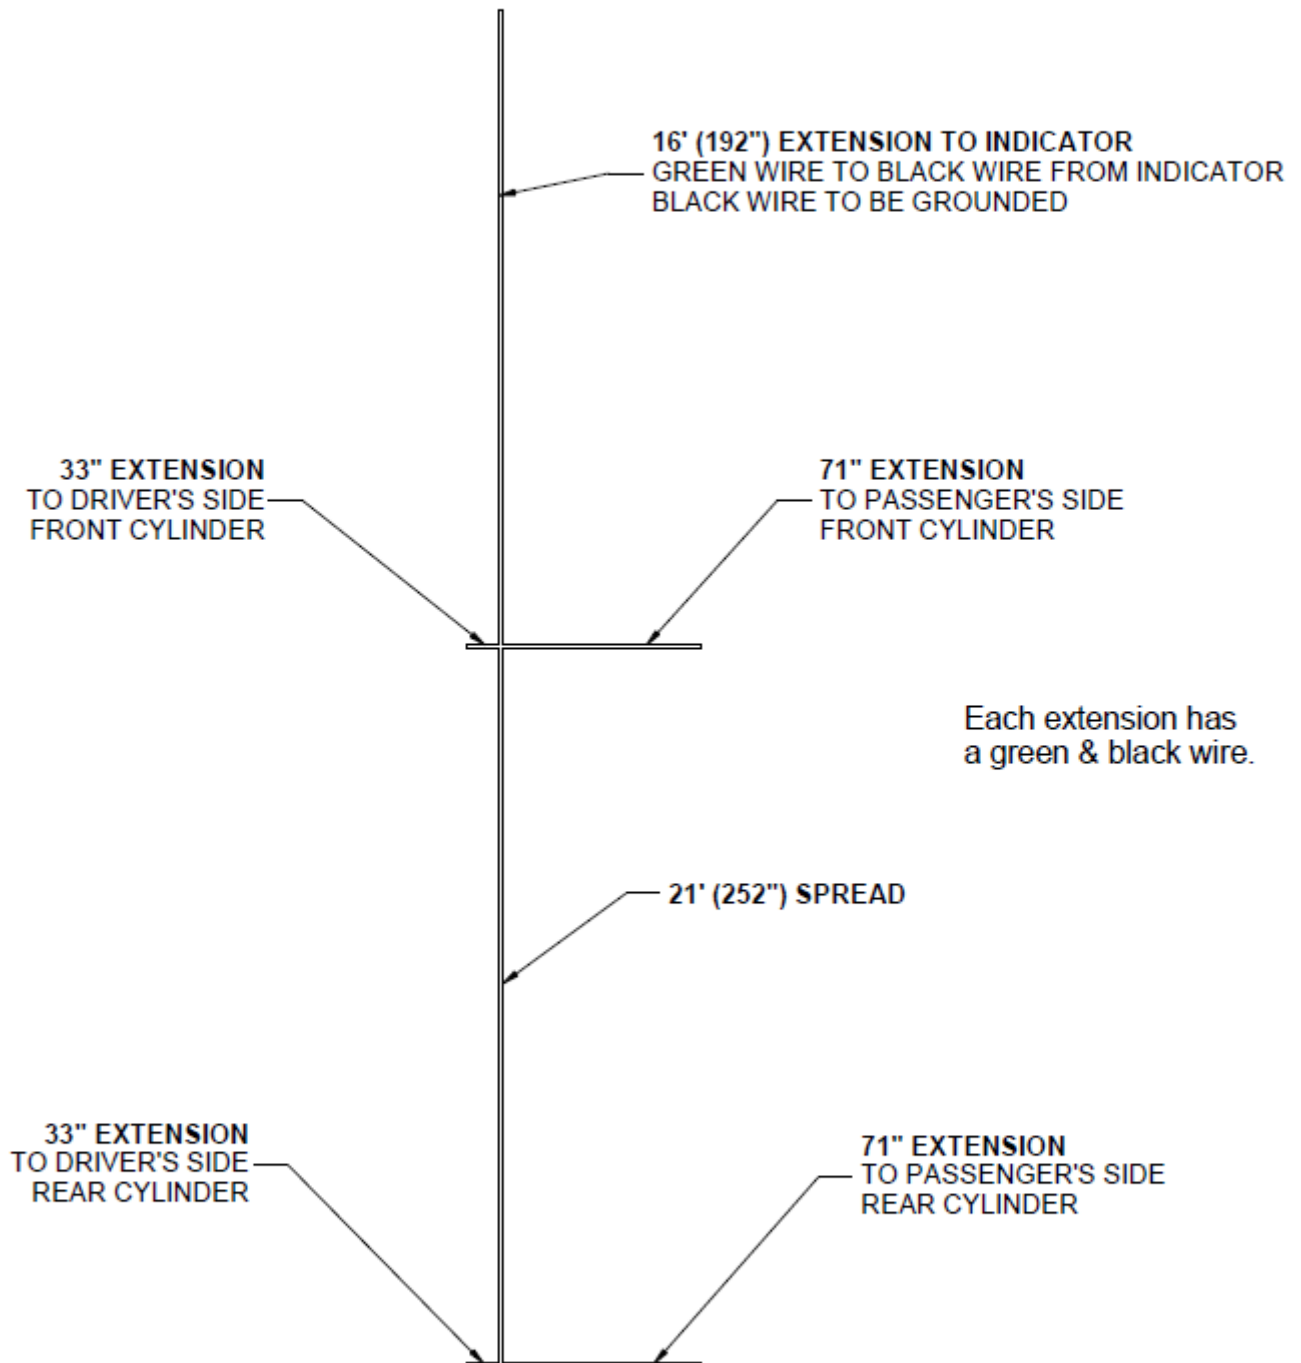 16' (192") EXTENSION TO INDICATOR
GREEN WIRE TO BLACK WIRE FROM INDICATOR
BLACK WIRE TO BE GROUNDED
33" EXTENSION
TO DRIVER'S SIDE
FRONT CYLINDER
71" EXTENSION
TO PASSENGER'S SIDE
FRONT CYLINDER
Each extension has
a green & black wire.
21' (252") SPREAD
33" EXTENSION
TO DRIVER'S SIDE
REAR CYLINDER
71" EXTENSION
TO PASSENGER'S SIDE
REAR CYLINDER